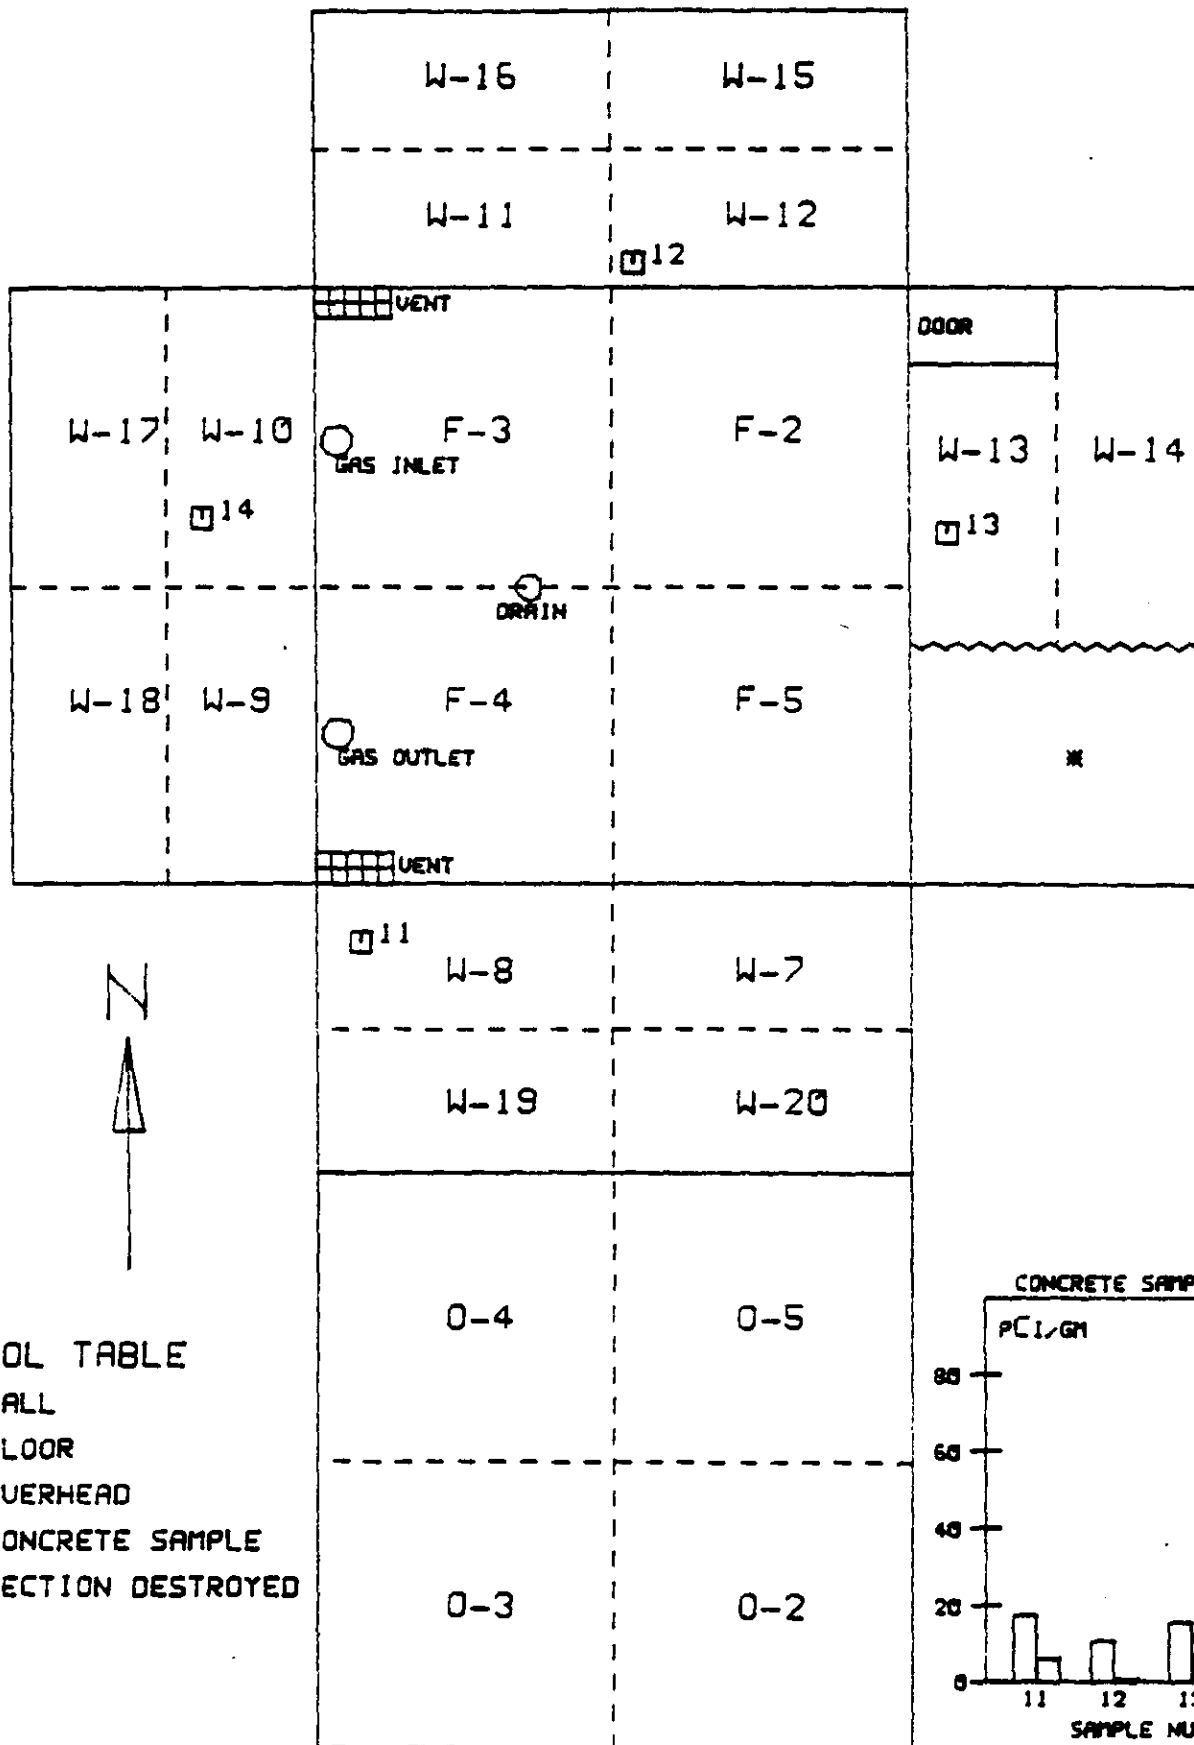 W-16 W-15
W-11 W-12
12
VENT
DOOR
W-17 W-10 F-3 F-2 W-13 W-14
GAS INLET
14
13
DRAIN
W-18 W-9 F-4 F-5
GAS OUTLET
*
VENT
11
W-8 W-7
N
W-19 W-20
O-4 O-5
OL TABLE
ALL
LOOR
VERHEAD
ONCRETE SAMPLE
ECTION DESTROYED
O-3 O-2
CONCRETE SAMP
pCI/GM
80
60
40
20
0
11 12 1
SAMPLE NU